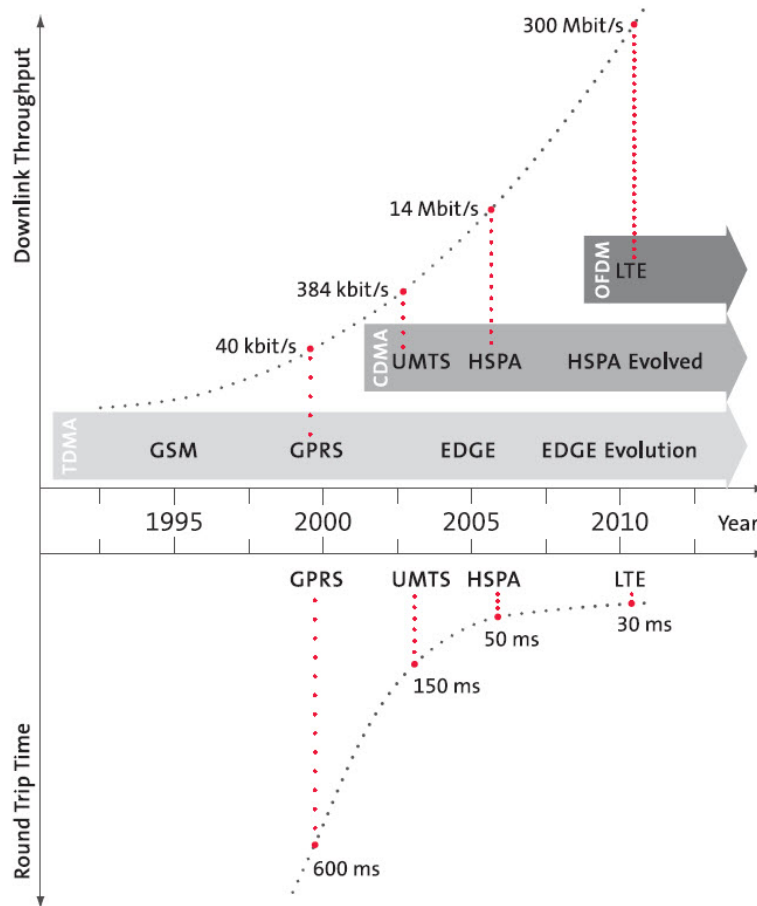 Downlink Throughput
300 Mbit/s
14 Mbit/s
OFDM
LTE
384 kbit/s
40 kbit/s
CDMA
UMTS HSPA HSPA Evolved
TDMA
GSM GPRS EDGE EDGE Evolution
1995 2000 2005 2010 Year
GPRS UMTS HSPA LTE
50 ms
30 ms
150 ms
Round Trip Time
600 ms